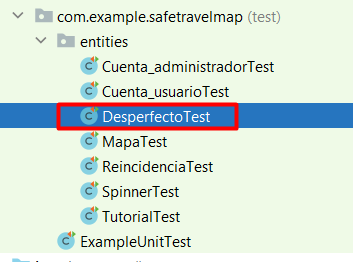 com.example.safetravelmap (test)
entities
Cuenta_administradorTest
Cuenta_usuarioTest
DesperfectoTest
MapaTest
ReincidenciaTest
SpinnerTest
TutorialTest
ExampleUnitTest